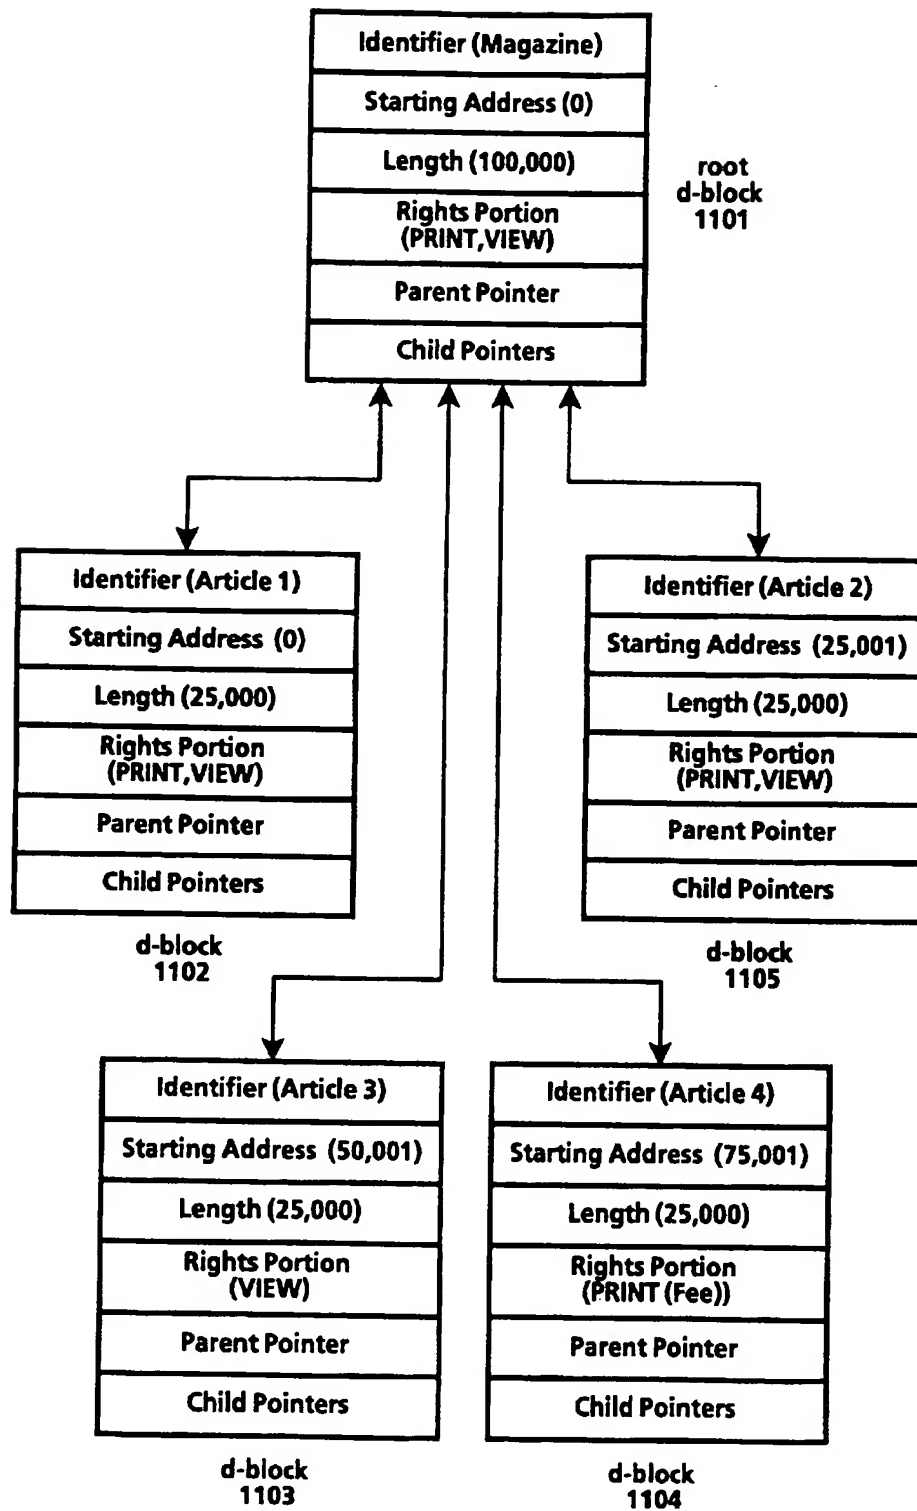 Identifier (Magazine)
Starting Address (0)
Length (100,000)
Rights Portion
(PRINT,VIEW)
Parent Pointer
Child Pointers
root
d-block
1101
Identifier (Article 1)
Starting Address (0)
Length (25,000)
Rights Portion
(PRINT,VIEW)
Parent Pointer
Child Pointers
d-block
1102
Identifier (Article 2)
Starting Address (25,001)
Length (25,000)
Rights Portion
(PRINT,VIEW)
Parent Pointer
Child Pointers
d-block
1105
Identifier (Article 3)
Starting Address (50,001)
Length (25,000)
Rights Portion
(VIEW)
Parent Pointer
Child Pointers
d-block
1103
Identifier (Article 4)
Starting Address (75,001)
Length (25,000)
Rights Portion
(PRINT (Fee))
Parent Pointer
Child Pointers
d-block
1104